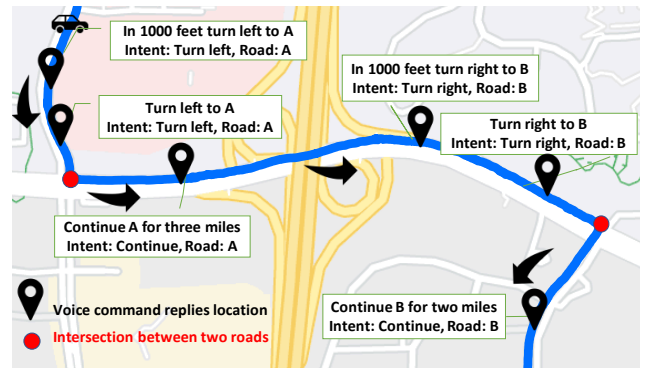 In 1000 feet turn left to A
Intent: Turn left, Road: A
In 1000 feet turn right to B
Intent: Turn right, Road: B
Turn left to A
Intent: Turn left, Road: A
Turn right to B
Intent: Turn right, Road: B
Continue A for three miles
Intent: Continue, Road: A
Voice command replies location
Intersection between two roads
Continue B for two miles
Intent: Continue, Road: B